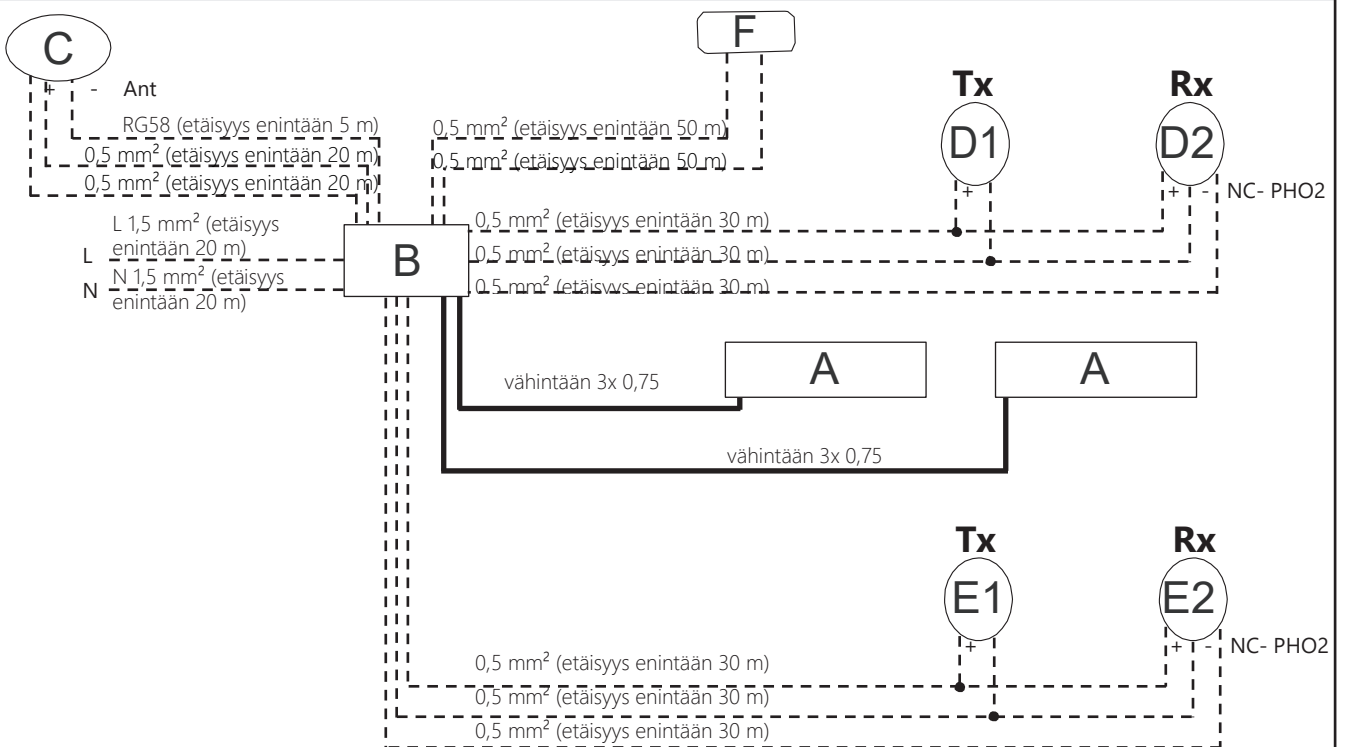 C
+ - Ant
RG58 (etäisyys enintään 5 m)
0,5 mm² (etäisyys enintään 20 m)
0,5 mm² (etäisyys enintään 20 m)
L 1,5 mm² (etäisyys
enintään 20 m)
L
N 1,5 mm² (etäisyys
enintään 20 m)
N
B
F
0,5 mm² (etäisyys enintään 50 m)
0,5 mm² (etäisyys enintään 50 m)
Tx
Rx
D1
D2
+
+ - NC- PHO2
0,5 mm² (etäisyys enintään 30 m)
0,5 mm² (etäisyys enintään 30 m)
0,5 mm² (etäisyys enintään 30 m)
A
A
vähintään 3x 0,75
vähintään 3x 0,75
Tx
Rx
E1
E2
+
+ - NC- PHO2
0,5 mm² (etäisyys enintään 30 m)
0,5 mm² (etäisyys enintään 30 m)
0,5 mm² (etäisyys enintään 30 m)